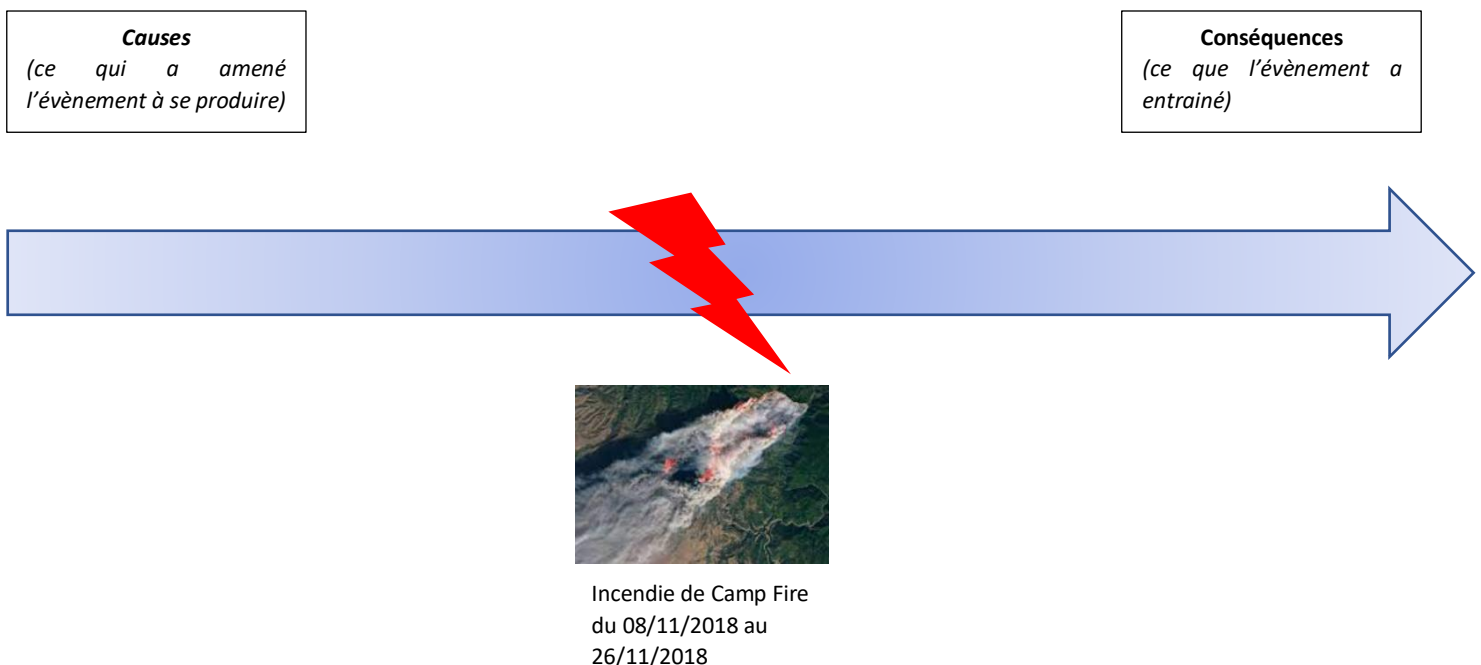 Causes
(ce qui a amené
l’évènement à se produire)
Conséquences
(ce que l’évènement a
entrainé)
Incendie de Camp Fire
du 08/11/2018 au
26/11/2018